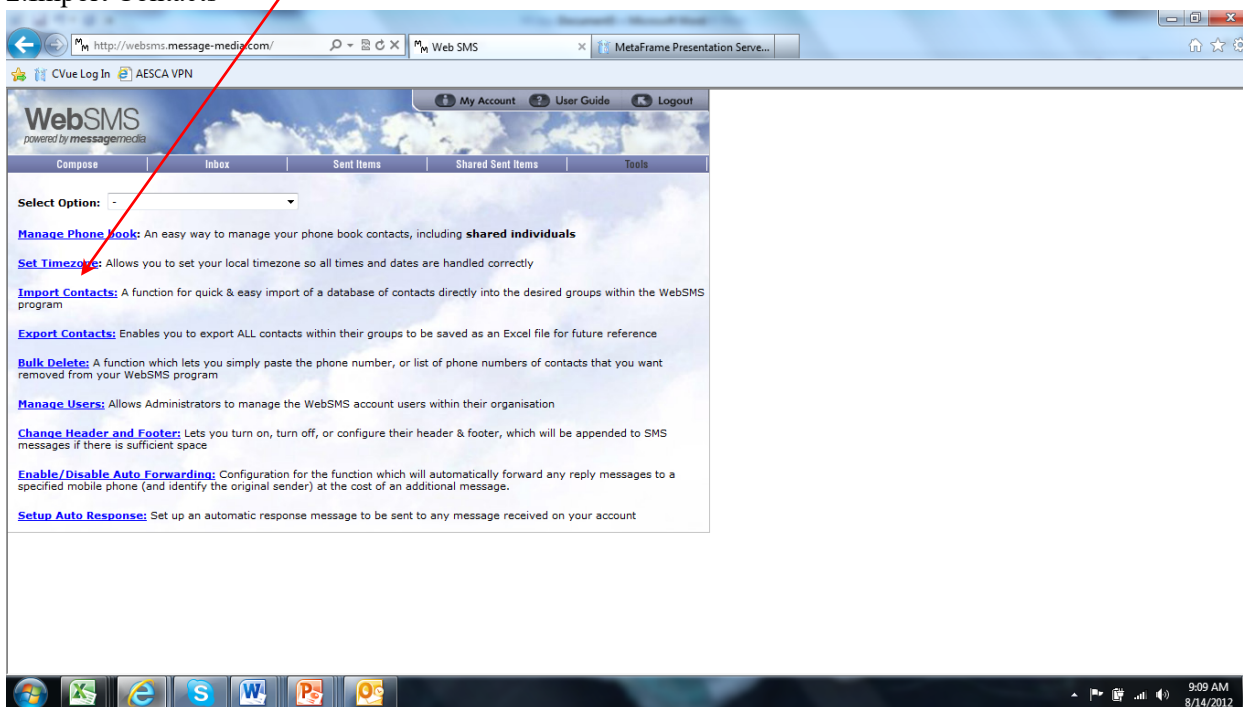 2.Import Contacts
http://websms.message-media.com/
Web SMS
MetaFrame Presentation Serve...
CVue Log In AESCA VPN
My Account User Guide Logout
WebSMS
powered by messagemedia
Compose Inbox Sent Items Shared Sent Items Tools
Select Option: -
Manage Phone book: An easy way to manage your phone book contacts, including shared individuals
Set Timezone: Allows you to set your local timezone so all times and dates are handled correctly
Import Contacts: A function for quick & easy import of a database of contacts directly into the desired groups within the WebSMS
program
Export Contacts: Enables you to export ALL contacts within their groups to be saved as an Excel file for future reference
Bulk Delete: A function which lets you simply paste the phone number, or list of phone numbers of contacts that you want
removed from your WebSMS program
Manage Users: Allows Administrators to manage the WebSMS account users within their organisation
Change Header and Footer: Lets you turn on, turn off, or configure their header & footer, which will be appended to SMS
messages if there is sufficient space
Enable/Disable Auto Forwarding: Configuration for the function which will automatically forward any reply messages to a
specified mobile phone (and identify the original sender) at the cost of an additional message.
Setup Auto Response: Set up an automatic response message to be sent to any message received on your account
9:09 AM
8/14/2012